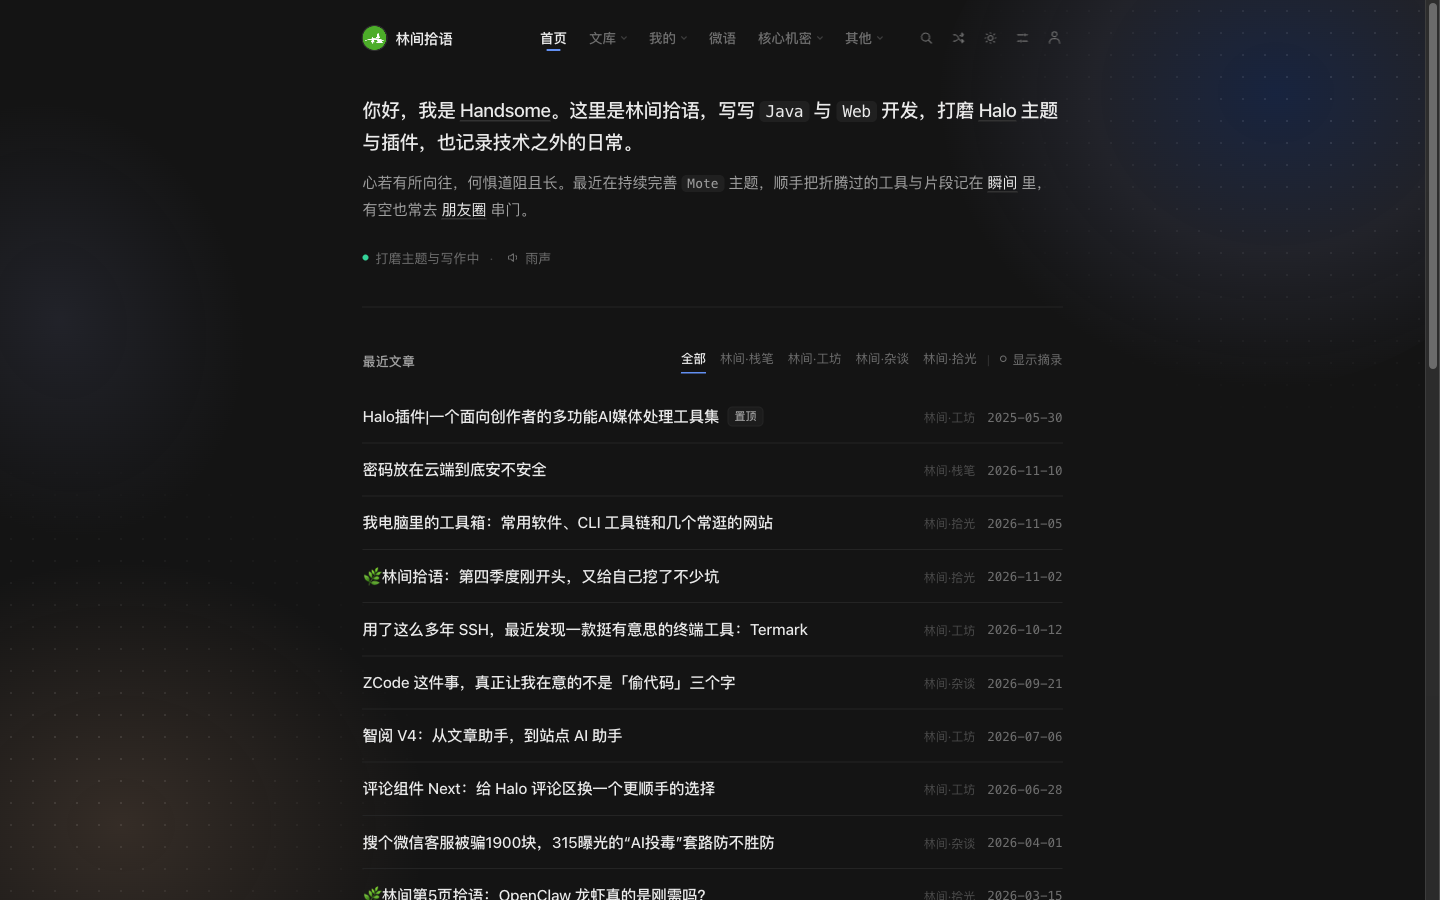 林间拾语
首页 文库 我的 微语 核心机密 其他
你好，我是 Handsome。这里是林间拾语，写写 Java 与 Web 开发，打磨 Halo 主题
与插件，也记录技术之外的日常。
心若有所向往，何惧道阻且长。最近在持续完善 Mote 主题，顺手把折腾过的工具与片段记在 瞬间 里，
有空也常去 朋友圈 串门。
打磨主题与写作中 · 雨声
最近文章
全部 林间·栈笔 林间·工坊 林间·杂谈 林间·拾光 | 显示摘录
Halo插件|一个面向创作者的多功能AI媒体处理工具集 置顶 林间·工坊 2025-05-30
密码放在云端到底安不安全 林间·栈笔 2026-11-10
我电脑里的工具箱：常用软件、CLI 工具链和几个常逛的网站 林间·拾光 2026-11-05
🌿林间拾语：第四季度刚开头，又给自己挖了不少坑 林间·拾光 2026-11-02
用了这么多年 SSH，最近发现一款挺有意思的终端工具：Termark 林间·工坊 2026-10-12
ZCode 这件事，真正让我在意的不是「偷代码」三个字 林间·杂谈 2026-09-21
智阅 V4：从文章助手，到站点 AI 助手 林间·工坊 2026-07-06
评论组件 Next：给 Halo 评论区换一个更顺手的选择 林间·工坊 2026-06-28
搜个微信客服被骗1900块，315曝光的“AI投毒”套路防不胜防 林间·杂谈 2026-04-01
🌿林间第5页拾语：OpenClaw 龙虾真的是刚需吗? 林间·拾光 2026-03-15